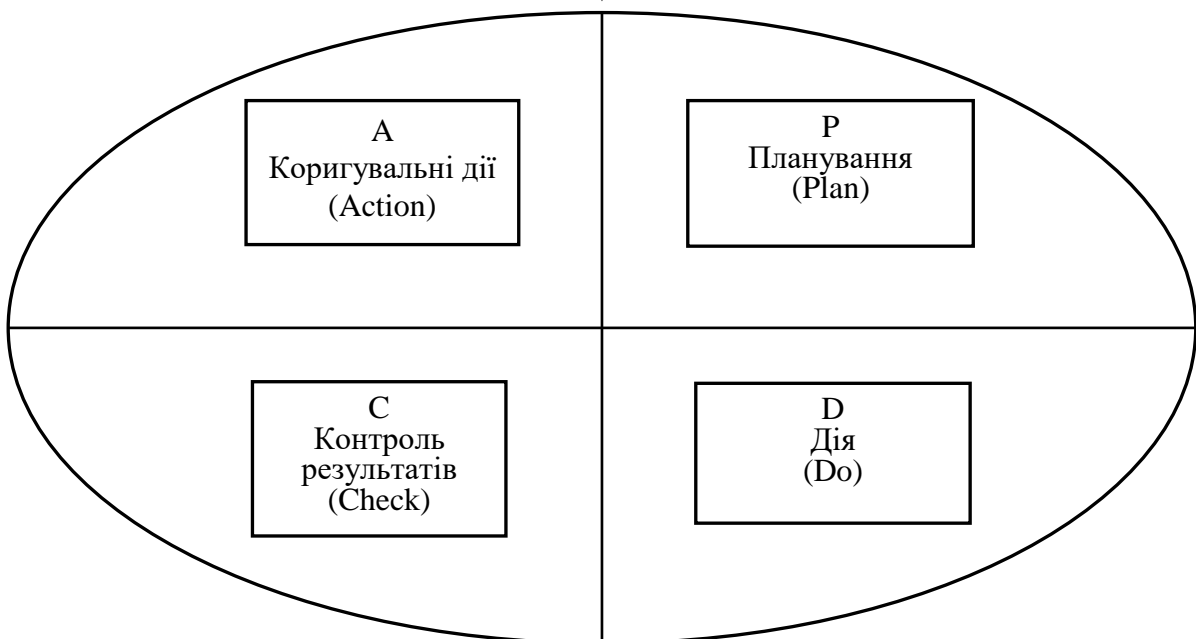 A
Коригувальні дії
(Action)
P
Планування
(Plan)
C
Контроль
результатів
(Check)
D
Дія
(Do)